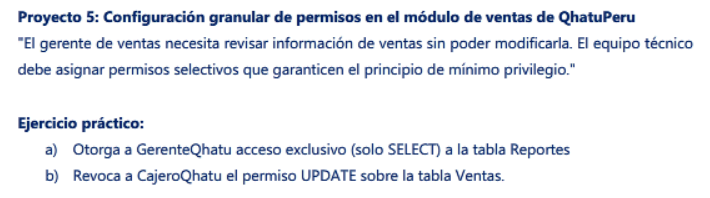 Proyecto 5: Configuración granular de permisos en el módulo de ventas de QhatuPeru
"El gerente de ventas necesita revisar información de ventas sin poder modificarla. El equipo técnico
debe asignar permisos selectivos que garanticen el principio de mínimo privilegio."
Ejercicio práctico:
a) Otorga a GerenteQhatu acceso exclusivo (solo SELECT) a la tabla Reportes
b) Revoca a CajeroQhatu el permiso UPDATE sobre la tabla Ventas.